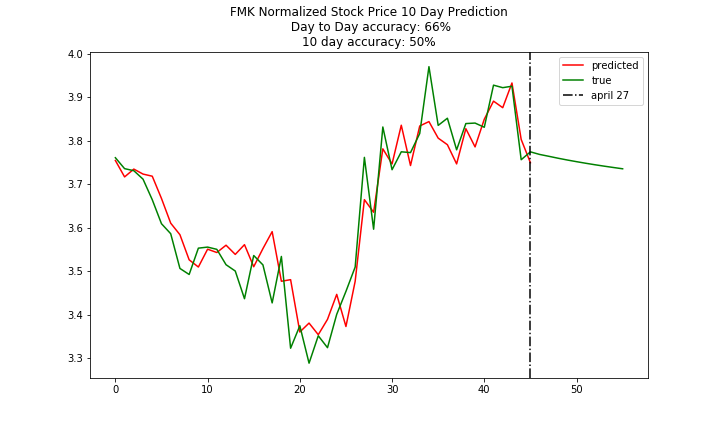 FMK Normalized Stock Price 10 Day Prediction
Day to Day accuracy: 66%
10 day accuracy: 50%
4.0
3.9
3.8
3.7
3.6
3.5
3.4
3.3
predicted
true
april 27
0
10
20
30
40
50